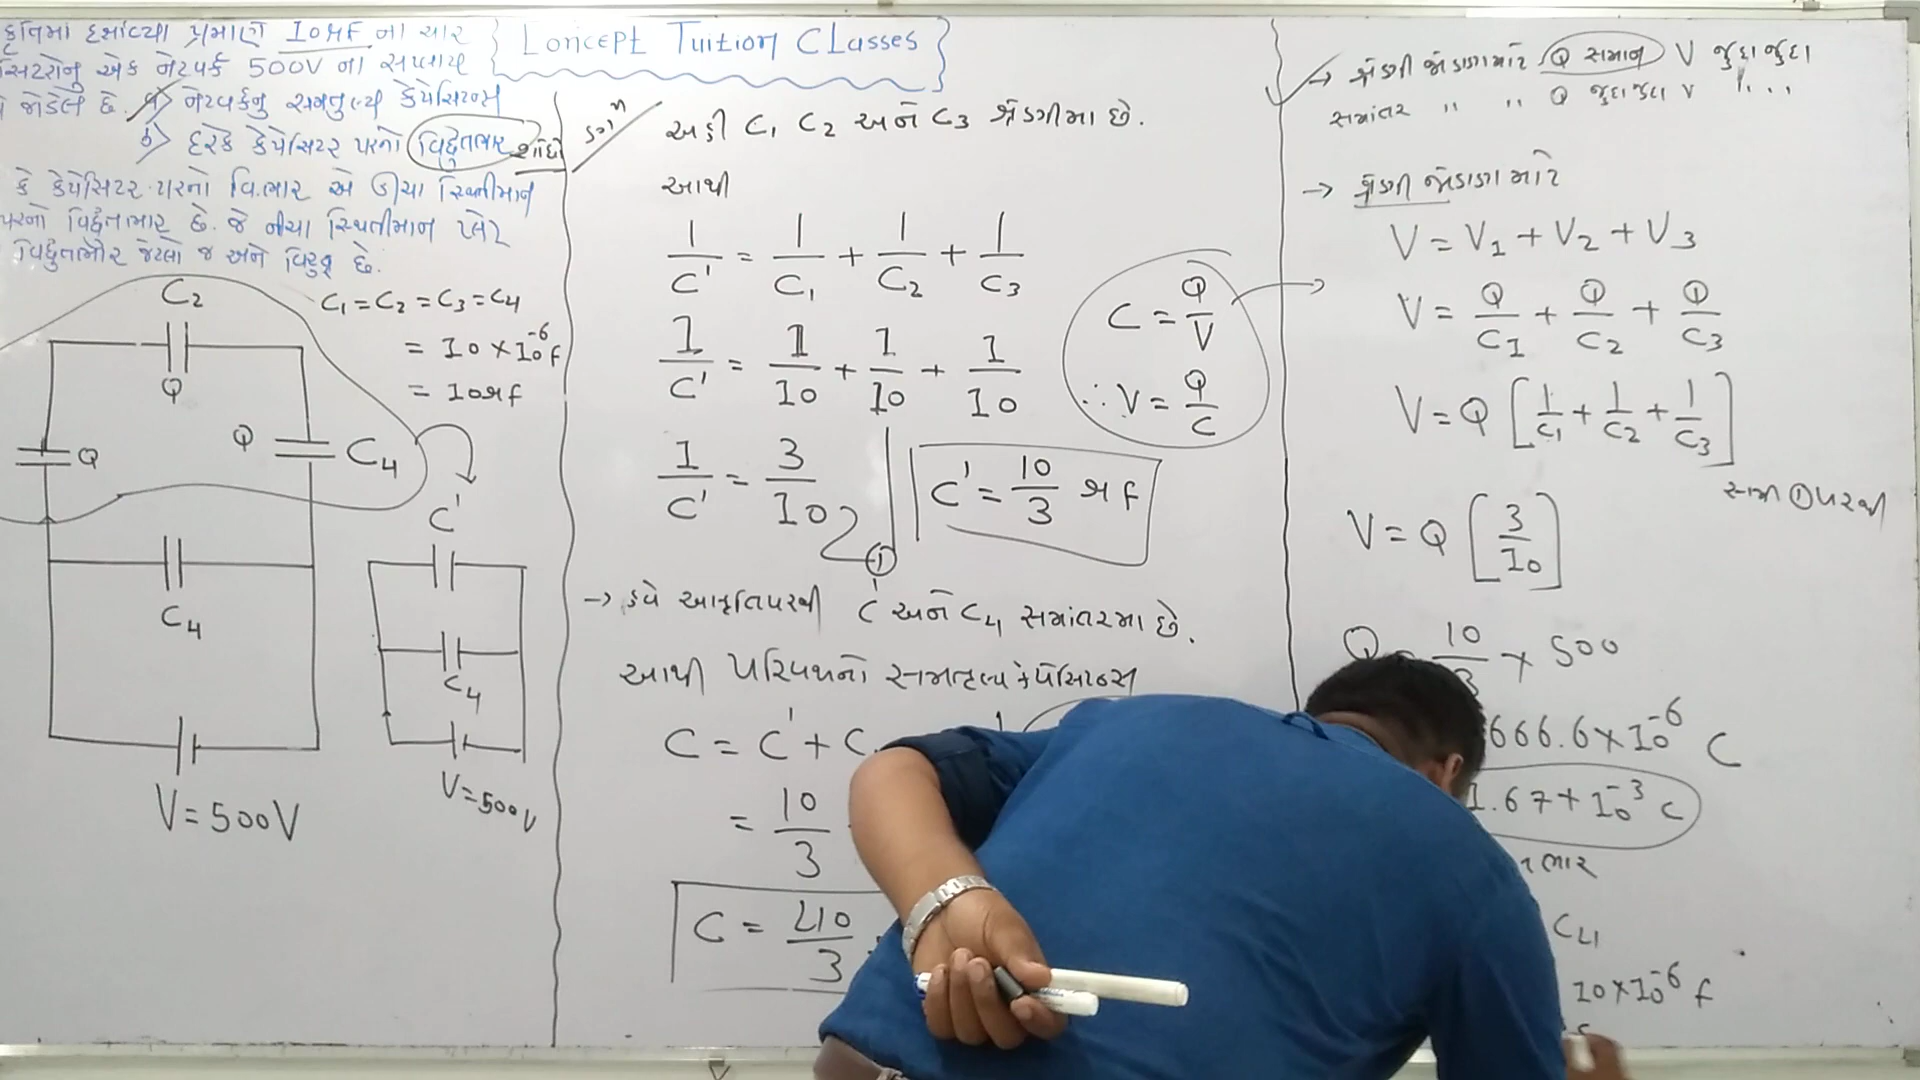 કૃતિમાં દર્શાવ્યા પ્રમાણે 10μF ના ચાર
સિટરોનું એક નેટવર્ક 500V ના સપ્લાય
જોડેલ છે. a) નેટવર્કનું સમતુલ્ય કેપેસિટન્સ
b) દરેક કેપેસિટર પરનો વિદ્યુતભાર શોધો
કે કેપેસિટર પરનો વિ.ભાર એ ઊંચા સ્થિતીમાન
પરનો વિદ્યુતભાર છે. જે નીચા સ્થિતીમાન પ્લેટ
વિદ્યુતભાર જેટલો જ અને વિરુદ્ધ છે.
C₂
C₁ = C₂ = C₃ = C₄
= 10 × 10⁻⁶ F
= 10μF
Q
Q
Q
C₄
C'
C₄
C₄
V = 500V
V = 500V
Concept Tuition CLasses
અહી C₁ C₂ અને C₃ શ્રેણીમા છે.
આથી
1/C' = 1/C₁ + 1/C₂ + 1/C₃
1/C' = 1/10 + 1/10 + 1/10
1/C' = 3/10
①
C' = 10/3 μF
C = Q/V
∴ V = Q/C
→ હવે આકૃતિપરથી C' અને C₄ સમાંતરમા છે.
આથી પરિપથનો સમતુલ્ય કેપેસિટન્સ
C = C' + C
= 10/3
C = 40/3
→ શ્રેણી જોડાણ માટે Q સમાન V જુદા જુદા
સમાંતર " " Q જુદા જુદા V
→ શ્રેણી જોડાણ માટે
V = V₁ + V₂ + V₃
V = Q/C₁ + Q/C₂ + Q/C₃
V = Q [1/C₁ + 1/C₂ + 1/C₃]
સમી ① પરથી
V = Q [3/10]
Q = 10/3 × 500
666.6 × 10⁻⁶ C
1.67 + 10⁻³ C
ભાર
C₄
10 × 10⁻⁶ F